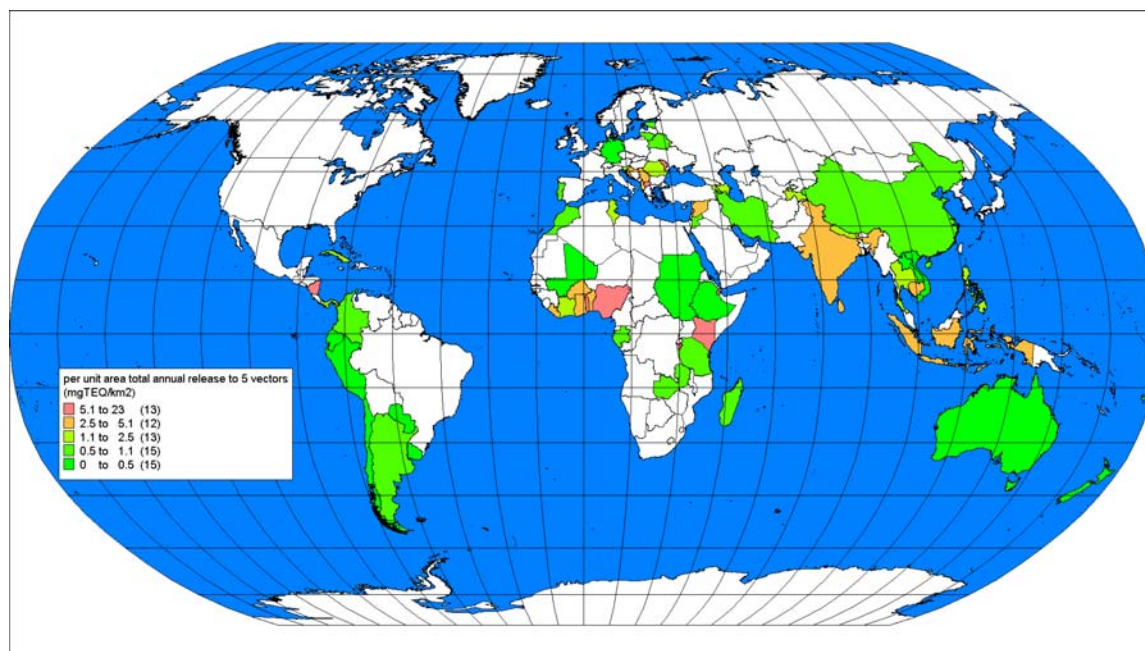 per unit area total annual release to 5 vectors
(mgTEQ/km2)
5.1 to 23 (13)
2.5 to 5.1 (12)
1.1 to 2.5 (13)
0.5 to 1.1 (15)
0 to 0.5 (15)